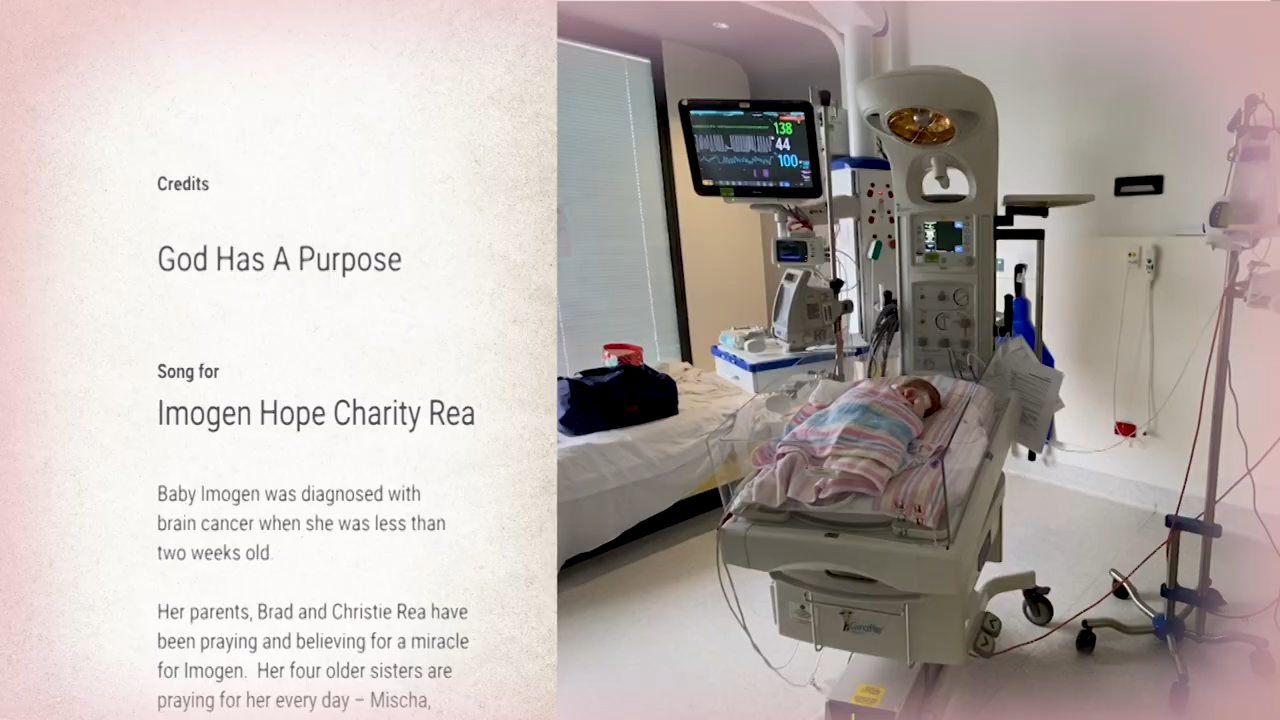 Credits
God Has A Purpose
Song for
Imogen Hope Charity Rea
Baby Imogen was diagnosed with
brain cancer when she was less than
two weeks old.
Her parents, Brad and Christie Rea have
been praying and believing for a miracle
for Imogen. Her four older sisters are
praying for her every day – Mischa,
138
44
100
Giraffe